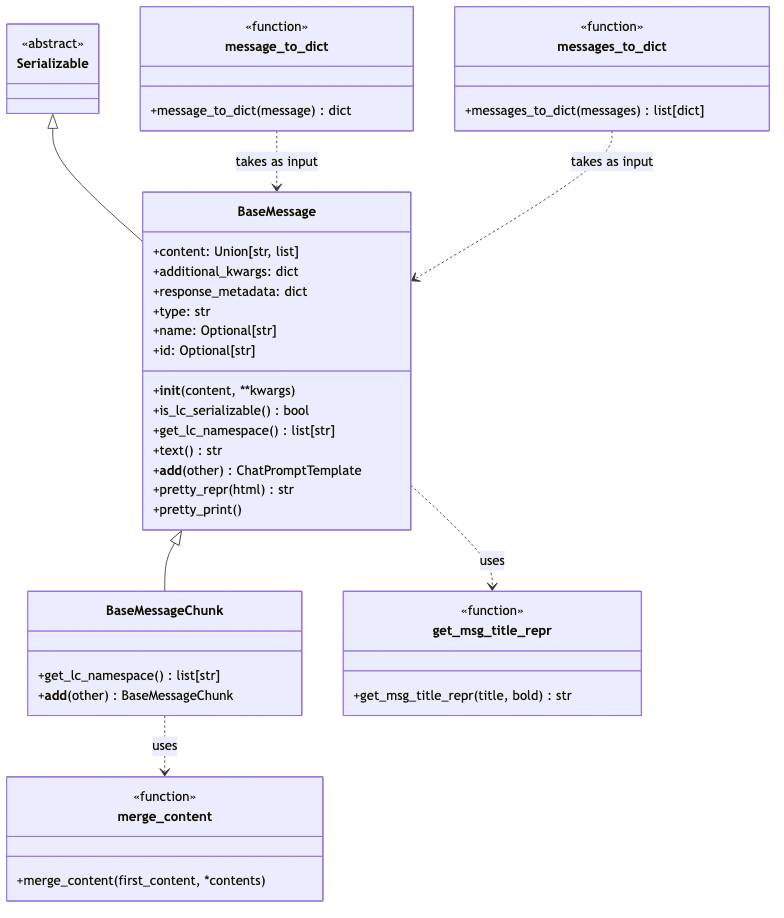 «abstract»
Serializable
«function»
message_to_dict
+message_to_dict(message) : dict
«function»
messages_to_dict
+messages_to_dict(messages) : list[dict]
takes as input
takes as input
BaseMessage
+content: Union[str, list]
+additional_kwargs: dict
+response_metadata: dict
+type: str
+name: Optional[str]
+id: Optional[str]
+init(content, **kwargs)
+is_lc_serializable() : bool
+get_lc_namespace() : list[str]
+text() : str
+add(other) : ChatPromptTemplate
+pretty_repr(html) : str
+pretty_print()
uses
BaseMessageChunk
+get_lc_namespace() : list[str]
+add(other) : BaseMessageChunk
«function»
get_msg_title_repr
+get_msg_title_repr(title, bold) : str
uses
«function»
merge_content
+merge_content(first_content, *contents)